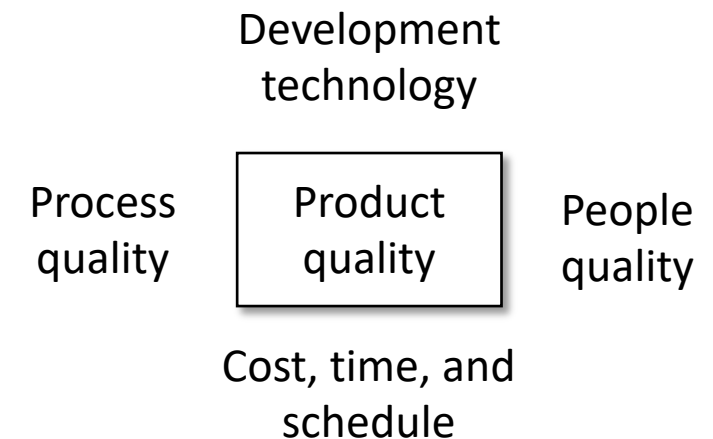 Development
technology
Process
quality
Product
quality
People
quality
Cost, time, and
schedule